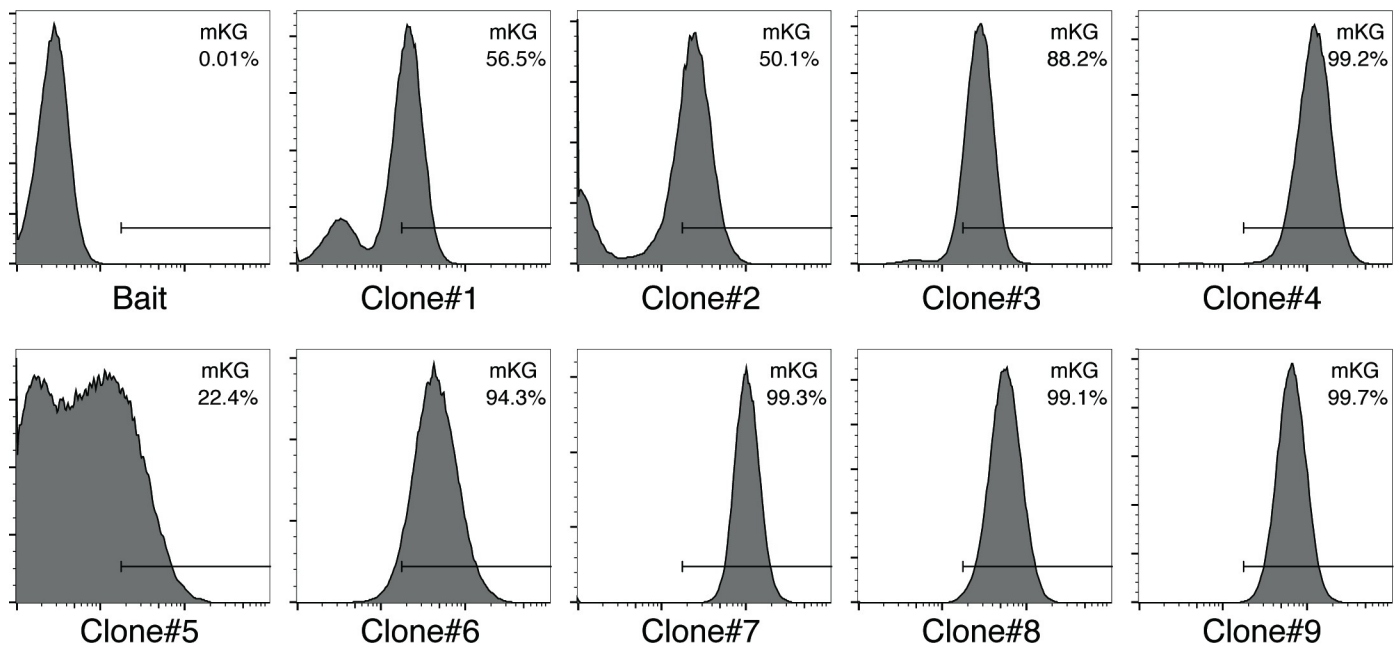 mKG
0.01%
Bait
mKG
56.5%
Clone#1
mKG
50.1%
Clone#2
mKG
88.2%
Clone#3
mKG
99.2%
Clone#4
mKG
22.4%
Clone#5
mKG
94.3%
Clone#6
mKG
99.3%
Clone#7
mKG
99.1%
Clone#8
mKG
99.7%
Clone#9